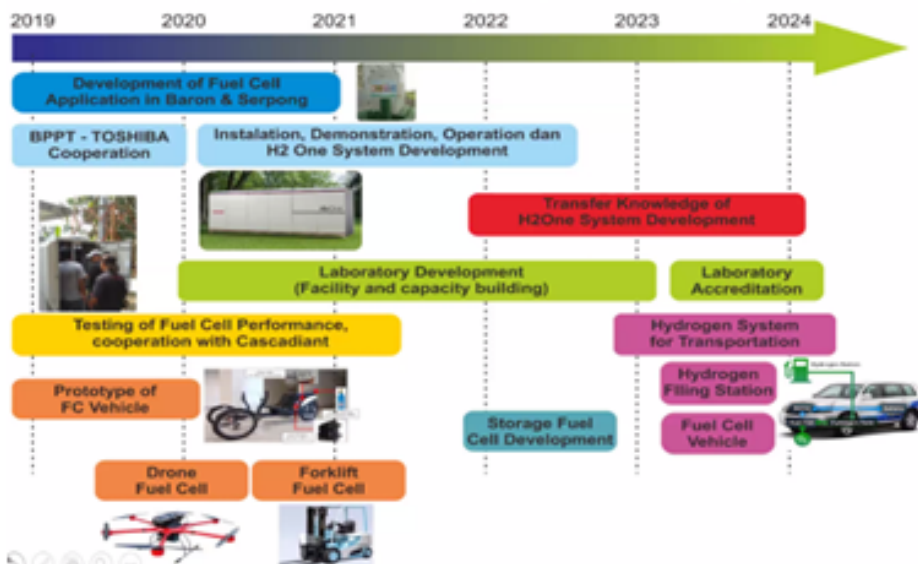 2019 2020 2021 2022 2023 2024
Development of Fuel Cell
Application in Baron & Serpong
BPPT - TOSHIBA
Cooperation
Instalation, Demonstration, Operation dan
H2 One System Development
Transfer Knowledge of
H2One System Development
Laboratory Development
(Facility and capacity building)
Laboratory
Accreditation
Testing of Fuel Cell Performance,
cooperation with Cascadiant
Hydrogen System
for Transportation
Prototype of
FC Vehicle
Hydrogen
FIling Station
Hydrogen Station
Storage Fuel
Cell Development
Fuel Cell
Vehicle
Drone
Fuel Cell
Forklift
Fuel Cell